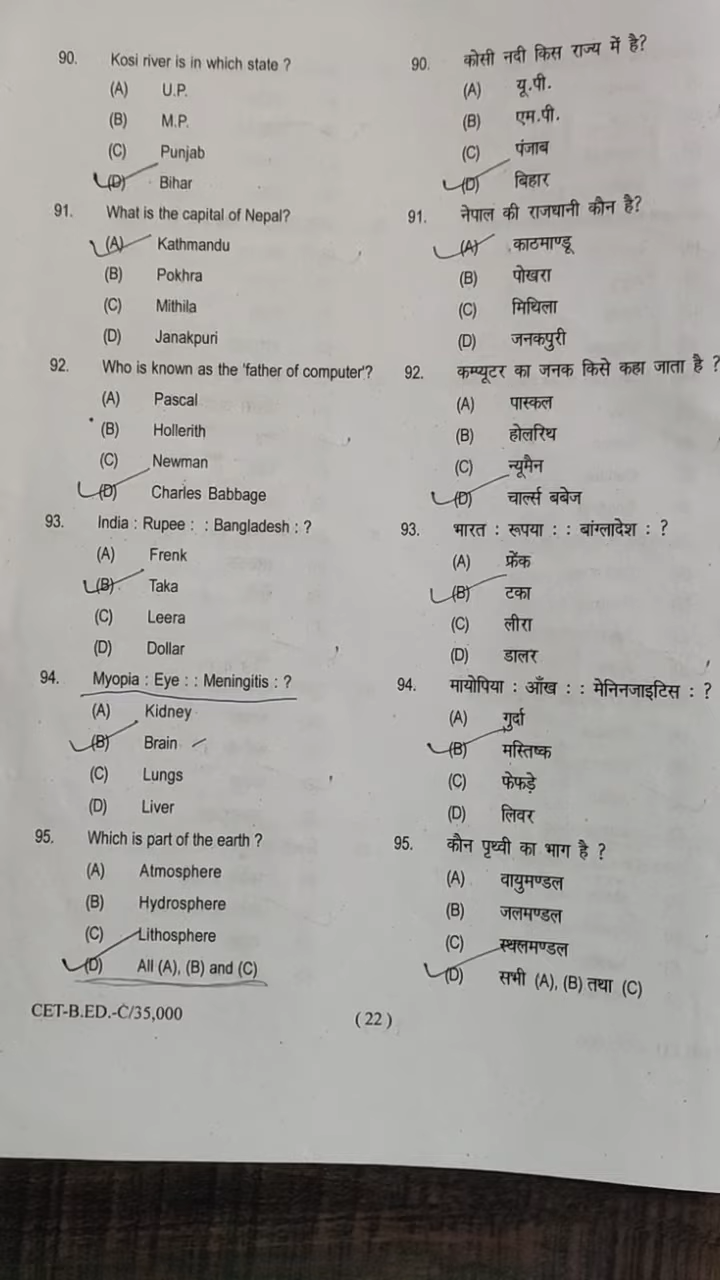 90. Kosi river is in which state ?
(A) U.P.
(B) M.P.
(C) Punjab
(D) Bihar
91. What is the capital of Nepal?
(A) Kathmandu
(B) Pokhra
(C) Mithila
(D) Janakpuri
92. Who is known as the 'father of computer'?
(A) Pascal
(B) Hollerith
(C) Newman
(D) Charles Babbage
93. India : Rupee : : Bangladesh : ?
(A) Frenk
(B) Taka
(C) Leera
(D) Dollar
94. Myopia : Eye : : Meningitis : ?
(A) Kidney
(B) Brain
(C) Lungs
(D) Liver
95. Which is part of the earth ?
(A) Atmosphere
(B) Hydrosphere
(C) Lithosphere
(D) All (A), (B) and (C)
90. कोसी नदी किस राज्य में है?
(A) यू.पी.
(B) एम.पी.
(C) पंजाब
(D) बिहार
91. नेपाल की राजधानी कौन है?
(A) काठमाण्डू
(B) पोखरा
(C) मिथिला
(D) जनकपुरी
92. कम्प्यूटर का जनक किसे कहा जाता है ?
(A) पास्कल
(B) होलरिथ
(C) न्यूमैन
(D) चार्ल्स बबेज
93. भारत : रूपया : : बांग्लादेश : ?
(A) फ्रेंक
(B) टका
(C) लीरा
(D) डालर
94. मायोपिया : आँख : : मेनिनजाइटिस : ?
(A) गुर्दा
(B) मस्तिष्क
(C) फेफड़े
(D) लिवर
95. कौन पृथ्वी का भाग है ?
(A) वायुमण्डल
(B) जलमण्डल
(C) स्थलमण्डल
(D) सभी (A), (B) तथा (C)
CET-B.ED.-C/35,000
( 22 )